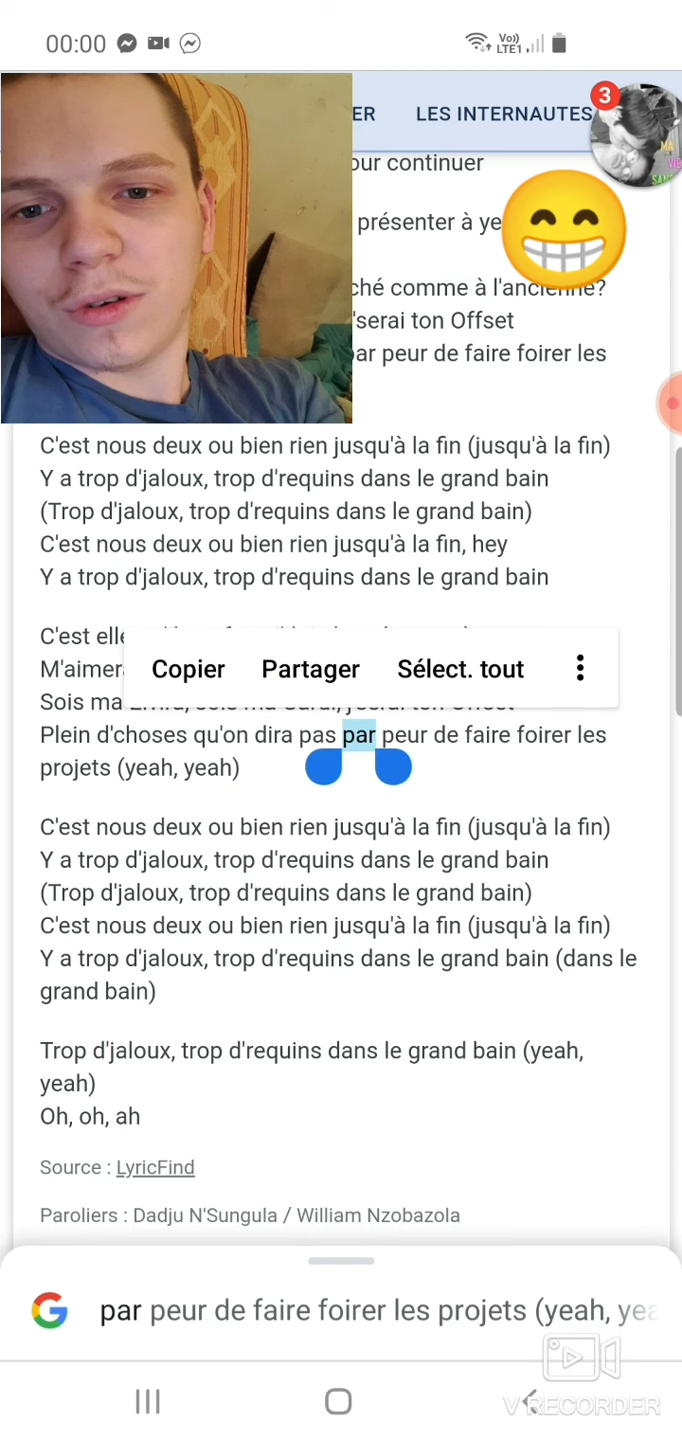 00:00
Vo))
LTE1
ER LES INTERNAUTES
3
MA
VIE
our continuer
présenter à ye
ché comme à l'ancienne?
'serai ton Offset
par peur de faire foirer les
C'est nous deux ou bien rien jusqu'à la fin (jusqu'à la fin)
Y a trop d'jaloux, trop d'requins dans le grand bain
(Trop d'jaloux, trop d'requins dans le grand bain)
C'est nous deux ou bien rien jusqu'à la fin, hey
Y a trop d'jaloux, trop d'requins dans le grand bain
C'est elle
M'aimer
Copier Partager Sélect. tout
Sois ma
Plein d'choses qu'on dira pas par peur de faire foirer les
projets (yeah, yeah)
C'est nous deux ou bien rien jusqu'à la fin (jusqu'à la fin)
Y a trop d'jaloux, trop d'requins dans le grand bain
(Trop d'jaloux, trop d'requins dans le grand bain)
C'est nous deux ou bien rien jusqu'à la fin (jusqu'à la fin)
Y a trop d'jaloux, trop d'requins dans le grand bain (dans le
grand bain)
Trop d'jaloux, trop d'requins dans le grand bain (yeah,
yeah)
Oh, oh, ah
Source : LyricFind
Paroliers : Dadju N'Sungula / William Nzobazola
par peur de faire foirer les projets (yeah, yea
V RECORDER